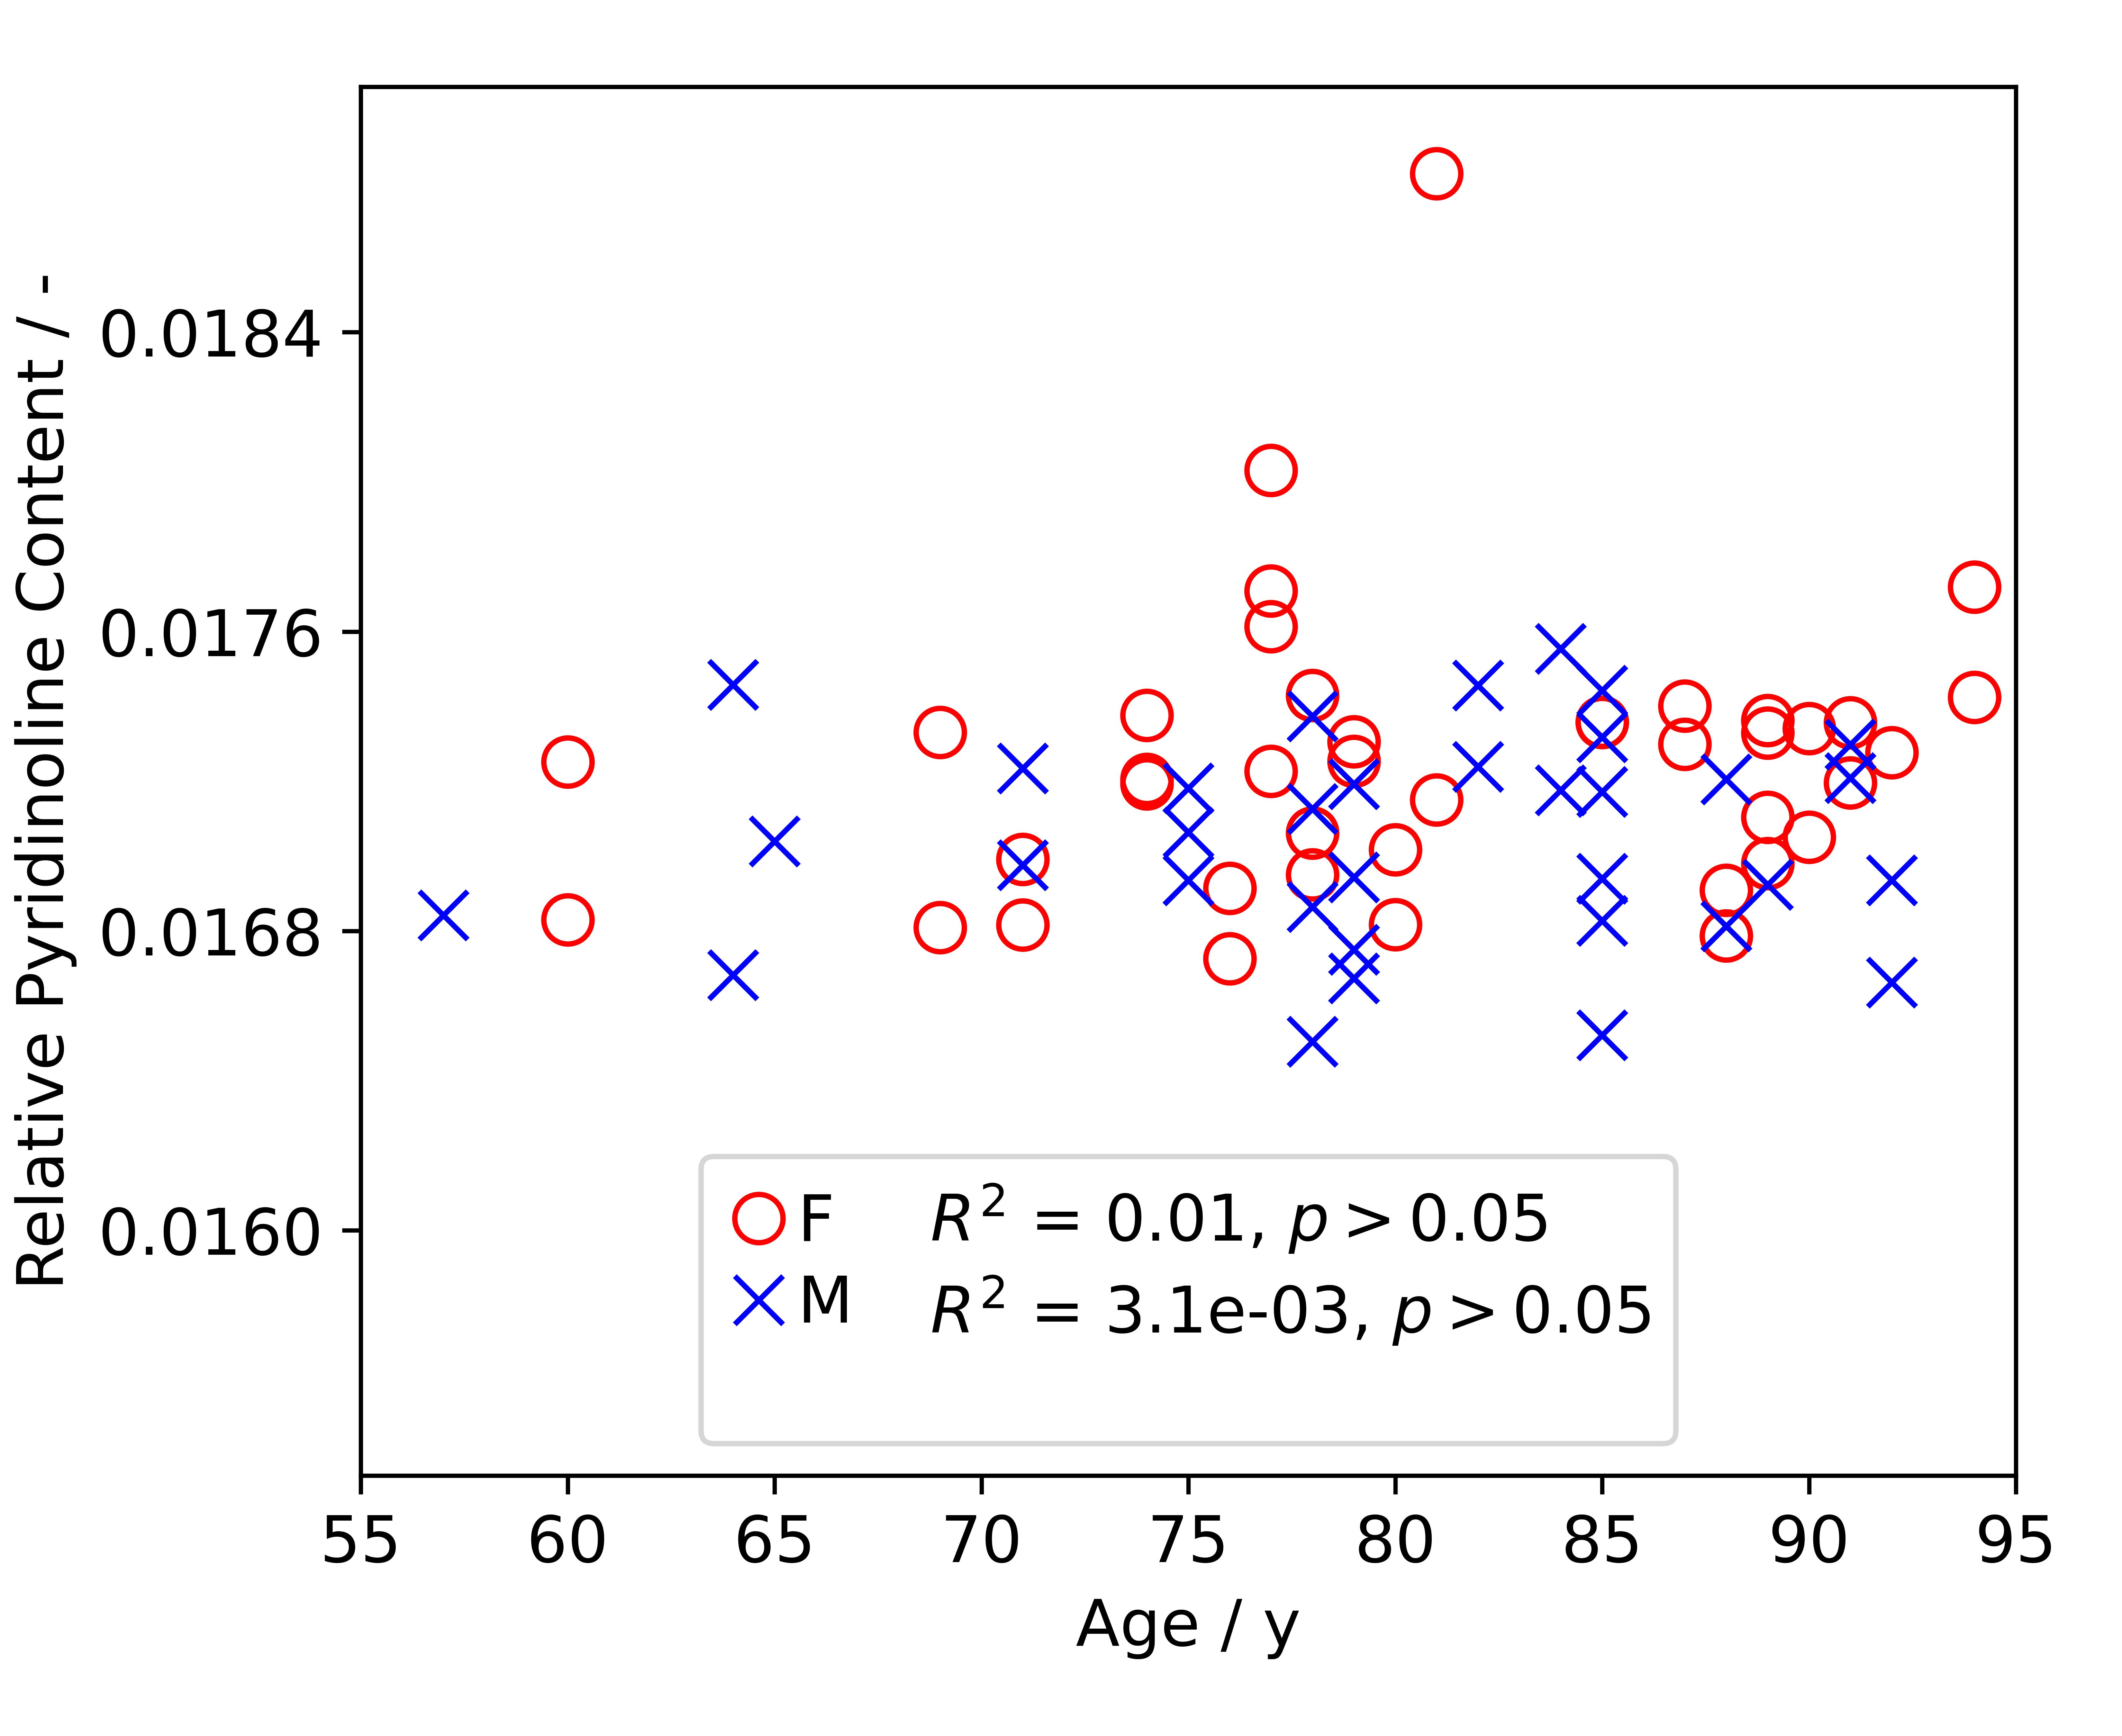 Relative Pyridinoline Content / -
0.0184
0.0176
0.0168
0.0160
F R² = 0.01, p > 0.05
M R² = 3.1e-03, p > 0.05
55 60 65 70 75 80 85 90 95
Age / y